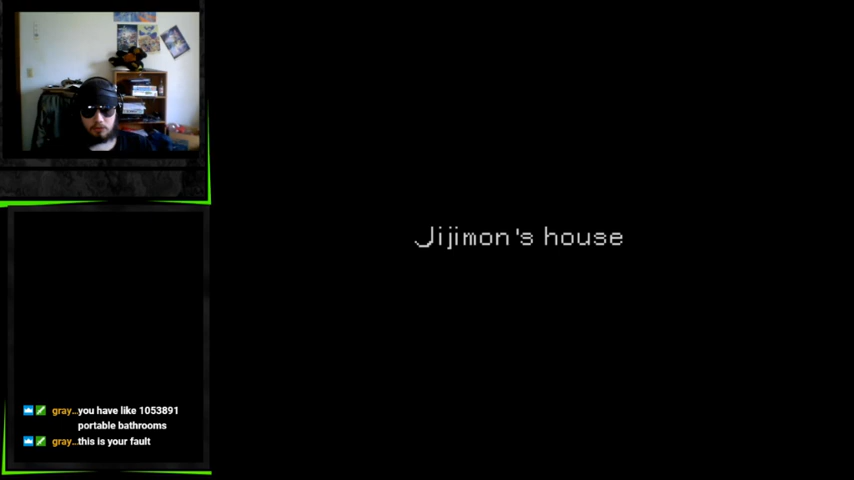 Jijimon's house
gray…you have like 1053891
portable bathrooms
gray…this is your fault